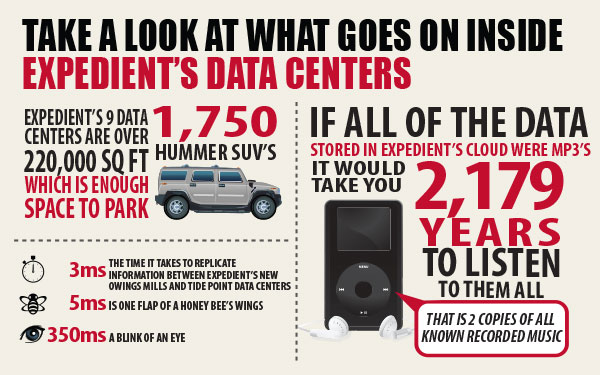 TAKE A LOOK AT WHAT GOES ON INSIDE
EXPEDIENT'S DATA CENTERS
EXPEDIENT'S 9 DATA
CENTERS ARE OVER
220,000 SQ FT
WHICH IS ENOUGH
SPACE TO PARK
1,750
HUMMER SUV'S
3ms THE TIME IT TAKES TO REPLICATE
INFORMATION BETWEEN EXPEDIENT'S NEW
OWINGS MILLS AND TIDE POINT DATA CENTERS
5ms IS ONE FLAP OF A HONEY BEE'S WINGS
350ms A BLINK OF AN EYE
IF ALL OF THE DATA
STORED IN EXPEDIENT'S CLOUD WERE MP3'S
IT WOULD
TAKE YOU
2,179
YEARS
TO LISTEN
TO THEM ALL
MENU
THAT IS 2 COPIES OF ALL
KNOWN RECORDED MUSIC